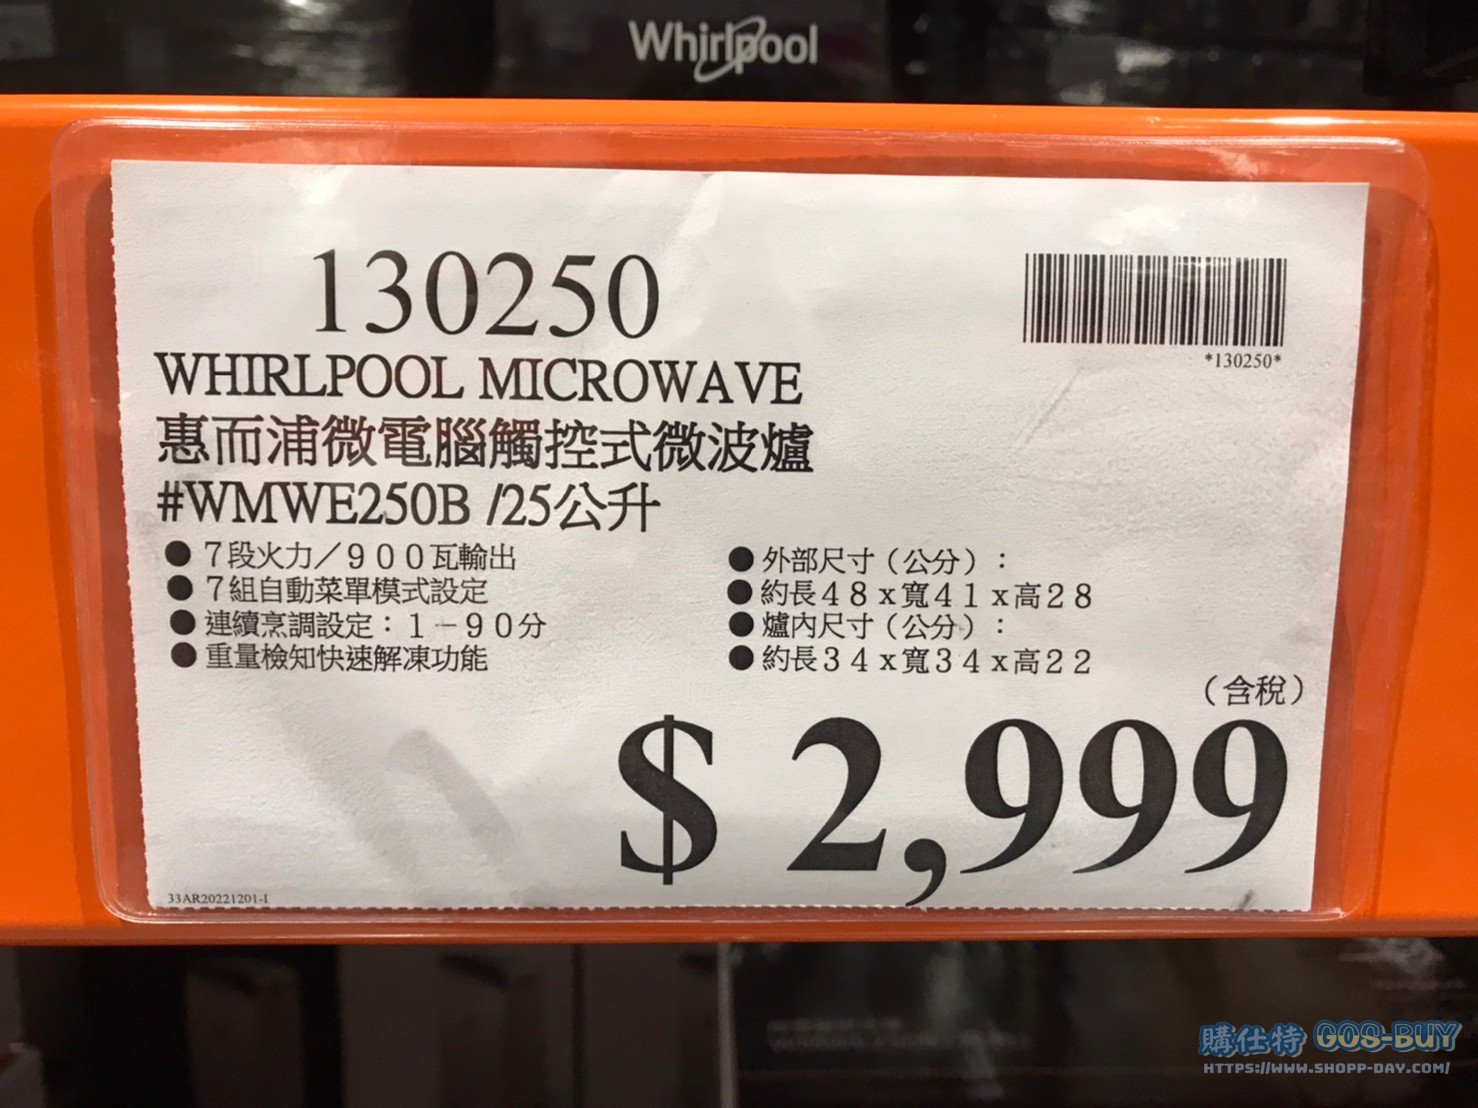 Whirlpool
130250
*130250*
WHIRLPOOL MICROWAVE
惠而浦微電腦觸控式微波爐
#WMWE250B /25公升
●７段火力／９００瓦輸出
●７組自動菜單模式設定
●連續烹調設定：１－９０分
●重量檢知快速解凍功能
●外部尺寸（公分）：
●約長４８ｘ寬４１ｘ高２８
●爐內尺寸（公分）：
●約長３４ｘ寬３４ｘ高２２
（含稅）
$ 2,999
33AR20221201-I
購仕特 GOS-BUY
HTTPS://WWW.SHOPP-DAY.COM/